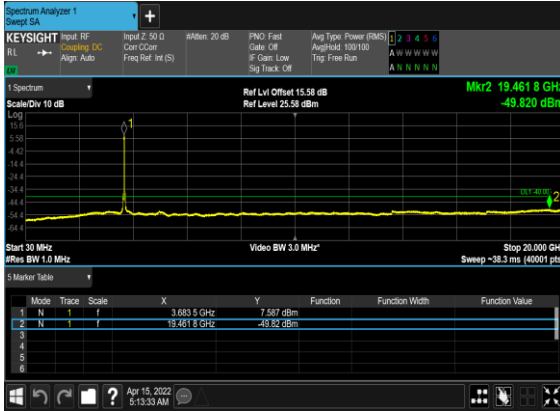 Spectrum Analyzer 1
Swept SA
+
KEYSIGHT Input: RF Input Z: 50 Ω #Atten: 20 dB PNO: Fast Avg Type: Power (RMS) 1 2 3 4 5 6
RL Coupling: DC Corr CCorr Gate: Off Avg|Hold: 100/100 A W W W W W
Align: Auto Freq Ref: Int (S) IF Gain: Low Trig: Free Run
Sig Track: Off A N N N N N
1 Spectrum
Ref Lvl Offset 15.58 dB Mkr2 19.461 8 GHz
Scale/Div 10 dB Ref Level 25.58 dBm -49.820 dBm
Log
15.6
5.58
-4.42
-14.4
-24.4
-34.4
-44.4
-54.4
-64.4
1
DL1 -40.00
2
Start 30 MHz Video BW 3.0 MHz* Stop 20.000 GH
#Res BW 1.0 MHz Sweep ~38.3 ms (40001 pts
5 Marker Table
Mode Trace Scale X Y Function Function Width Function Value
1 N 1 f 3.683 5 GHz 7.587 dBm
2 N 1 f 19.461 8 GHz -49.82 dBm
3
4
5
6
? Apr 15, 2022
5:13:33 AM